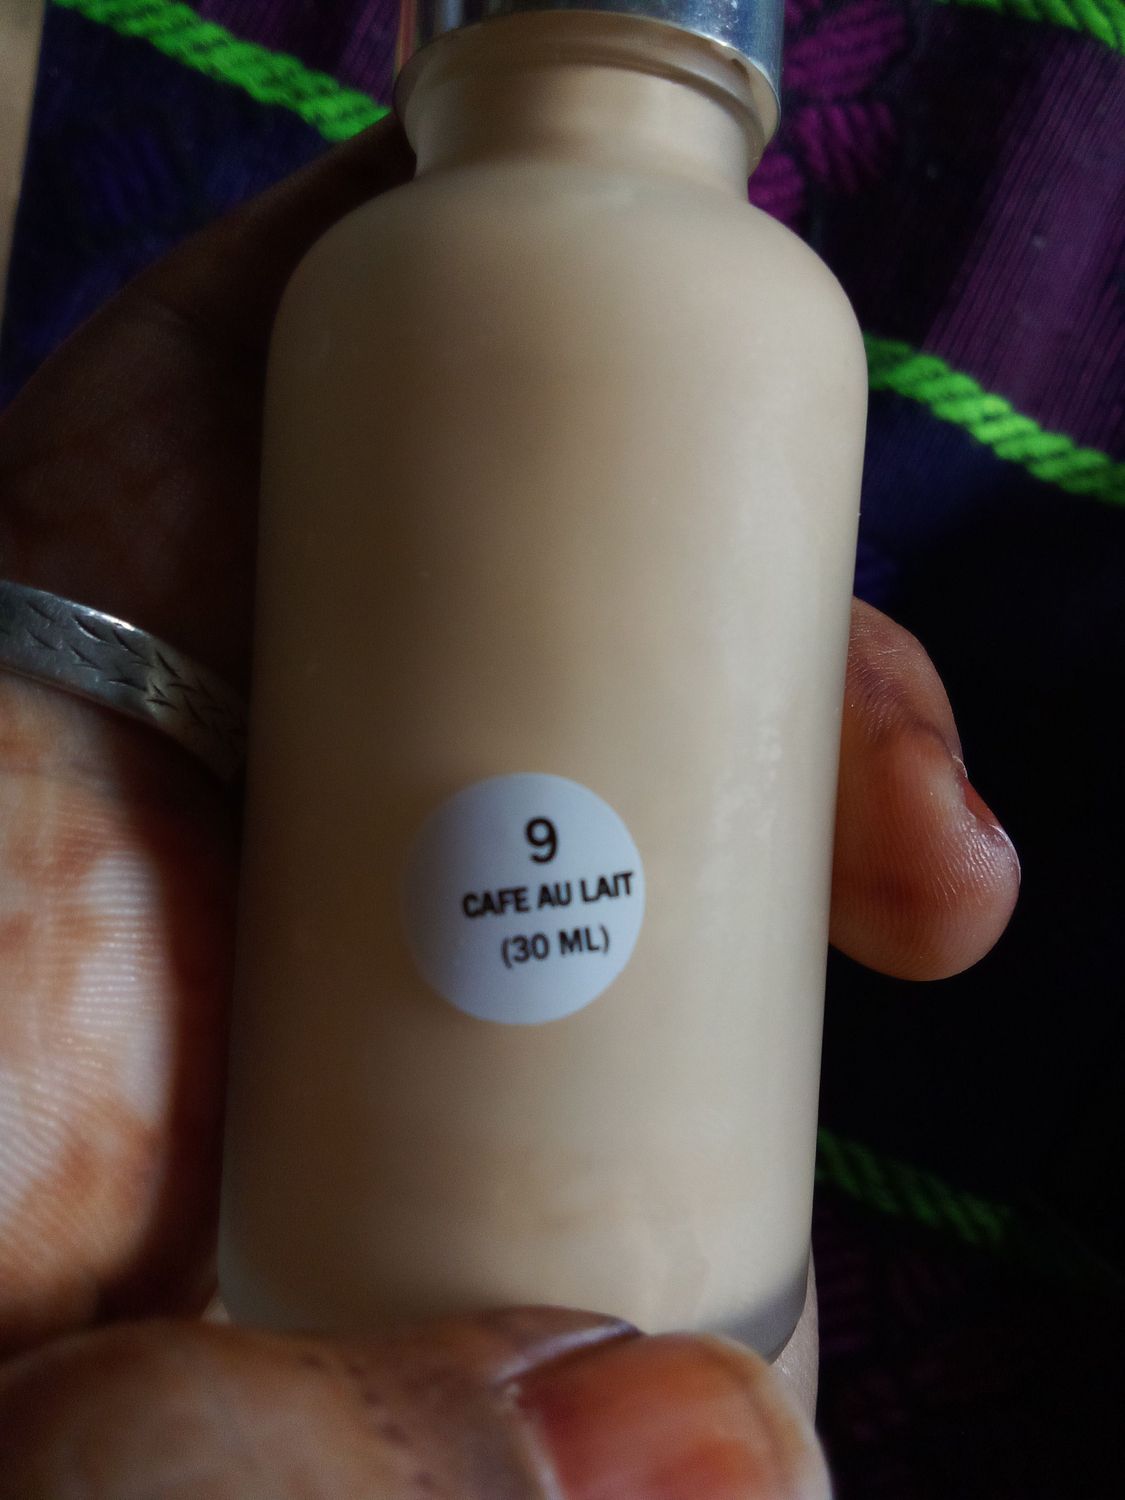 9
CAFE AU LAIT
(30 ML)